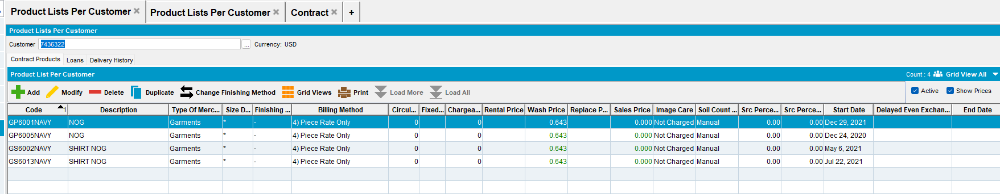 Product Lists Per Customer Product Lists Per Customer Contract +
Product Lists Per Customer
Customer 7436322 ... Currency: USD
Contract Products Loans Delivery History
Product List Per Customer Count : 4 Grid View All
Add Modify Delete Duplicate Change Finishing Method Grid Views Print Load More Load All Active Show Prices
Code 1 Description Type Of Merc... Size D... Finishing ... Billing Method Circul... Fixed... Chargea... Rental Price Wash Price Replace P... Sales Price Image Care Soil Count ... Src Perce... Src Perce... Start Date Delayed Even Exchan... End Date
GP6001NAVY NOG Garments * - 4) Piece Rate Only 0 0 0.643 0.000 Not Charged Manual 0.00 0.00 Dec 29, 2021
GP6005NAVY NOG Garments * - 4) Piece Rate Only 0 0 0.643 0.000 Not Charged Manual 0.00 0.00 Dec 24, 2020
GS6002NAVY SHIRT NOG Garments * - 4) Piece Rate Only 0 0 0.643 0.000 Not Charged Manual 0.00 0.00 May 6, 2021
GS6013NAVY SHIRT NOG Garments * - 4) Piece Rate Only 0 0 0.643 0.000 Not Charged Manual 0.00 0.00 Jul 22, 2021